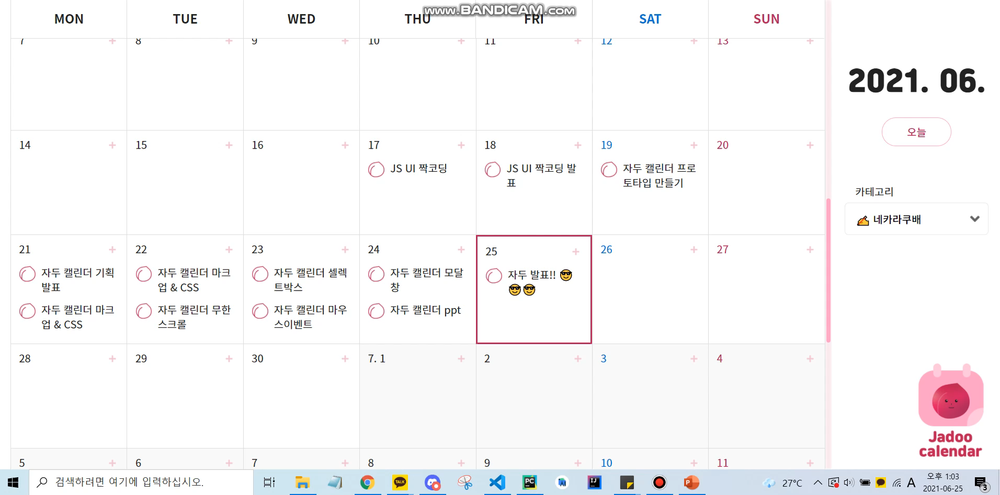 www.BANDICAM.com
MON TUE WED THU FRI SAT SUN
7 8 9 10 11 12 13
2021. 06.
오늘
14 15 16 17 18 19 20
JS UI 짝코딩
JS UI 짝코딩 발
표
자두 캘린더 프로
토타입 만들기
카테고리
네카라쿠배
21 22 23 24 25 26 27
자두 캘린더 기획
발표
자두 캘린더 마크
업 & CSS
자두 캘린더 마크
업 & CSS
자두 캘린더 무한
스크롤
자두 캘린더 셀렉
트박스
자두 캘린더 마우
스이벤트
자두 캘린더 모달
창
자두 캘린더 ppt
자두 발표!! 😎
😎😎
28 29 30 7. 1 2 3 4
Jadoo
calendar
5 6 7 8 9 10 11
검색하려면 여기에 입력하십시오.
TALK
PC
IJ
P
27°C
A
오후 1:03
2021-06-25
3